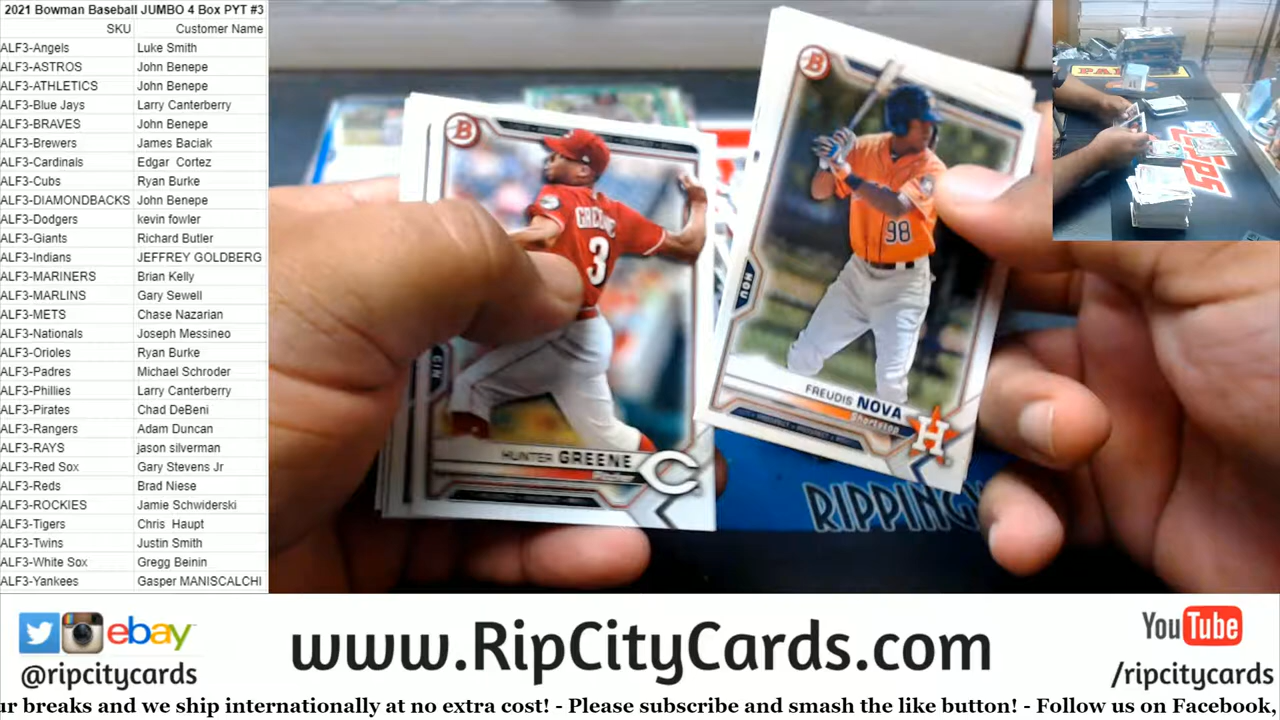 2021 Bowman Baseball JUMBO 4 Box PYT #3
SKU Customer Name
ALF3-Angels Luke Smith
ALF3-ASTROS John Benepe
ALF3-ATHLETICS John Benepe
ALF3-Blue Jays Larry Canterberry
ALF3-BRAVES John Benepe
ALF3-Brewers James Baciak
ALF3-Cardinals Edgar Cortez
ALF3-Cubs Ryan Burke
ALF3-DIAMONDBACKS John Benepe
ALF3-Dodgers kevin fowler
ALF3-Giants Richard Butler
ALF3-Indians JEFFREY GOLDBERG
ALF3-MARINERS Brian Kelly
ALF3-MARLINS Gary Sewell
ALF3-METS Chase Nazarian
ALF3-Nationals Joseph Messineo
ALF3-Orioles Ryan Burke
ALF3-Padres Michael Schroder
ALF3-Phillies Larry Canterberry
ALF3-Pirates Chad DeBeni
ALF3-Rangers Adam Duncan
ALF3-RAYS jason silverman
ALF3-Red Sox Gary Stevens Jr
ALF3-Reds Brad Niese
ALF3-ROCKIES Jamie Schwiderski
ALF3-Tigers Chris Haupt
ALF3-Twins Justin Smith
ALF3-White Sox Gregg Beinin
ALF3-Yankees Gasper MANISCALCHI
B
GREENE
3
CIN
HUNTER GREENE
Pitcher
C
B
98
HOU
FREUDIS NOVA
Shortstop
H
RIPPING
Topps
ebay
@ripcitycards
www.RipCityCards.com
YouTube
/ripcitycards
ur breaks and we ship internationally at no extra cost! - Please subscribe and smash the like button! - Follow us on Facebook,